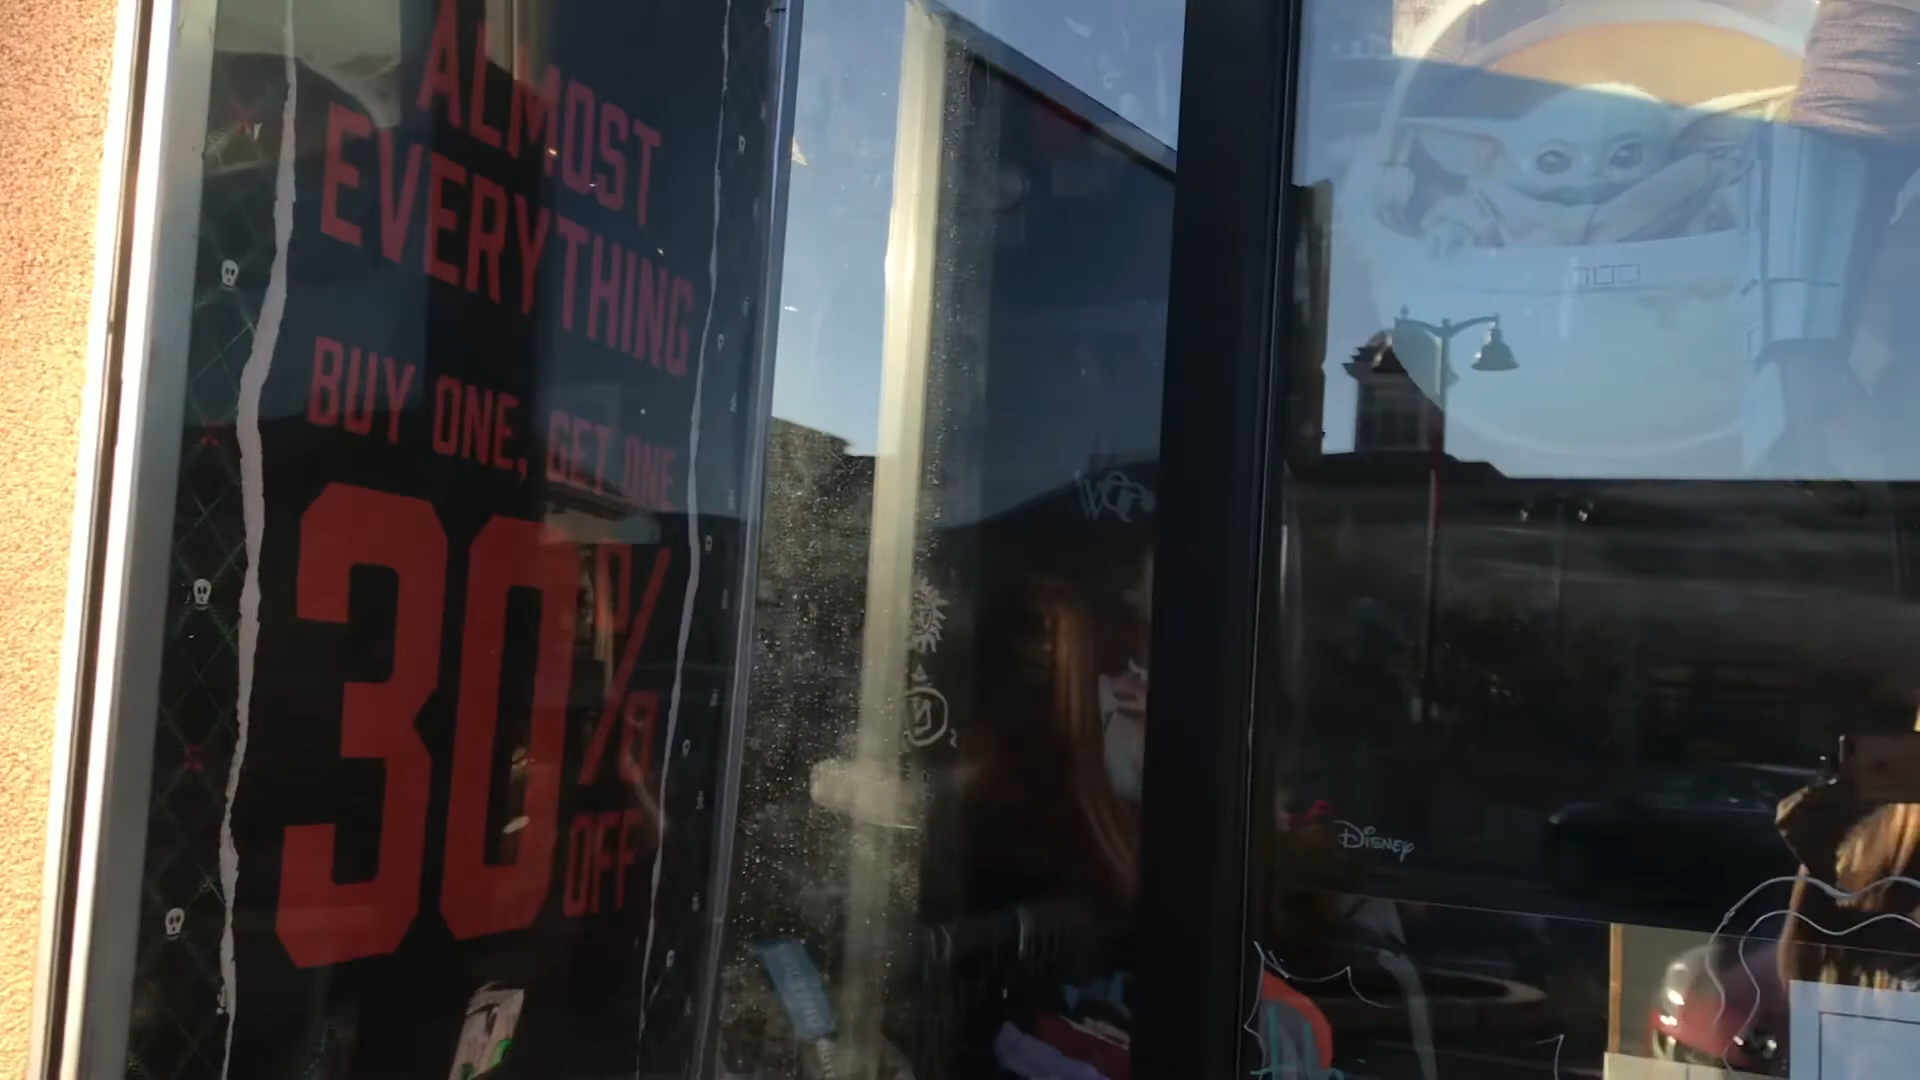 ALMOST
EVERYTHING
BUY ONE, GET ONE
30%
OFF
DISNEY